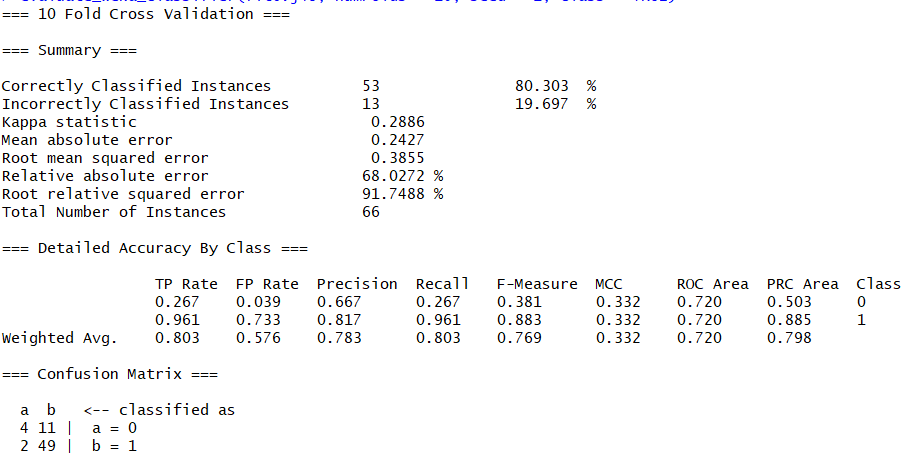 === 10 Fold Cross Validation ===
=== Summary ===
Correctly Classified Instances 53 80.303 %
Incorrectly Classified Instances 13 19.697 %
Kappa statistic 0.2886
Mean absolute error 0.2427
Root mean squared error 0.3855
Relative absolute error 68.0272 %
Root relative squared error 91.7488 %
Total Number of Instances 66
=== Detailed Accuracy By Class ===
TP Rate FP Rate Precision Recall F-Measure MCC ROC Area PRC Area Class
0.267 0.039 0.667 0.267 0.381 0.332 0.720 0.503 0
0.961 0.733 0.817 0.961 0.883 0.332 0.720 0.885 1
Weighted Avg. 0.803 0.576 0.783 0.803 0.769 0.332 0.720 0.798
=== Confusion Matrix ===
a b <-- classified as
4 11 | a = 0
2 49 | b = 1